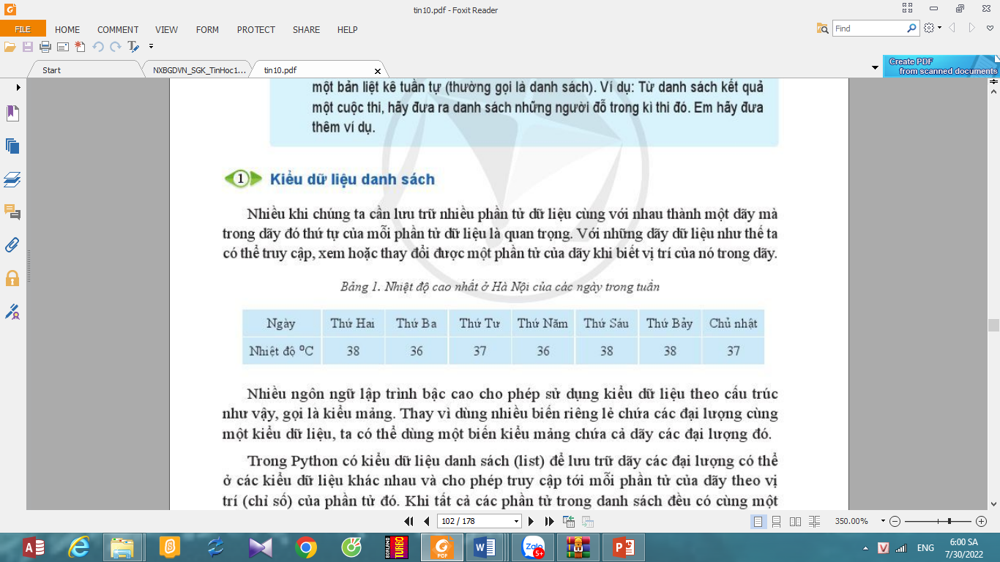 tin10.pdf - Foxit Reader
FILE HOME COMMENT VIEW FORM PROTECT SHARE HELP
Find
Start NXBGDVN_SGK_TinHoc1... tin10.pdf
Create PDF
from scanned documents
một bản liệt kê tuần tự (thường gọi là danh sách). Ví dụ: Từ danh sách kết quả
một cuộc thi, hãy đưa ra danh sách những người đỗ trong kì thi đó. Em hãy đưa
thêm ví dụ.
1 Kiểu dữ liệu danh sách
Nhiều khi chúng ta cần lưu trữ nhiều phần tử dữ liệu cùng với nhau thành một dãy mà
trong dãy đó thứ tự của mỗi phần tử dữ liệu là quan trọng. Với những dãy dữ liệu như thế ta
có thể truy cập, xem hoặc thay đổi được một phần tử của dãy khi biết vị trí của nó trong dãy.
Bảng 1. Nhiệt độ cao nhất ở Hà Nội của các ngày trong tuần
Ngày Thứ Hai Thứ Ba Thứ Tư Thứ Năm Thứ Sáu Thứ Bảy Chủ nhật
Nhiệt độ ⁰C 38 36 37 36 38 38 37
Nhiều ngôn ngữ lập trình bậc cao cho phép sử dụng kiểu dữ liệu theo cấu trúc
như vậy, gọi là kiểu mảng. Thay vì dùng nhiều biến riêng lẻ chứa các đại lượng cùng
một kiểu dữ liệu, ta có thể dùng một biến kiểu mảng chứa cả dãy các đại lượng đó.
Trong Python có kiểu dữ liệu danh sách (list) để lưu trữ dãy các đại lượng có thể
ở các kiểu dữ liệu khác nhau và cho phép truy cập tới mỗi phần tử của dãy theo vị
trí (chỉ số) của phần tử đó. Khi tất cả các phần tử trong danh sách đều có cùng một
102 / 178
350.00%
BORLAND TURBO
PDF
Zalo
5+
ENG
6:00 SA
7/30/2022